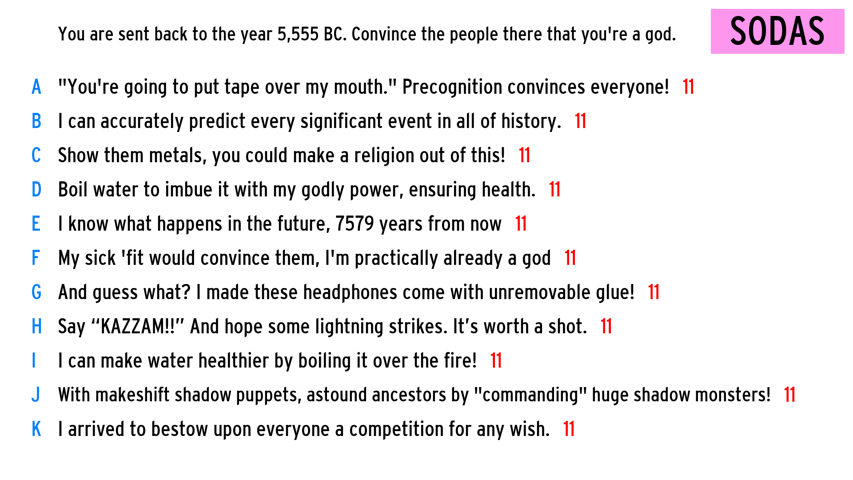 You are sent back to the year 5,555 BC. Convince the people there that you're a god.
SODAS
A "You're going to put tape over my mouth." Precognition convinces everyone! 11
B I can accurately predict every significant event in all of history. 11
C Show them metals, you could make a religion out of this! 11
D Boil water to imbue it with my godly power, ensuring health. 11
E I know what happens in the future, 7579 years from now 11
F My sick 'fit would convince them, I'm practically already a god 11
G And guess what? I made these headphones come with unremovable glue! 11
H Say “KAZZAM!!” And hope some lightning strikes. It’s worth a shot. 11
I I can make water healthier by boiling it over the fire! 11
J With makeshift shadow puppets, astound ancestors by "commanding" huge shadow monsters! 11
K I arrived to bestow upon everyone a competition for any wish. 11